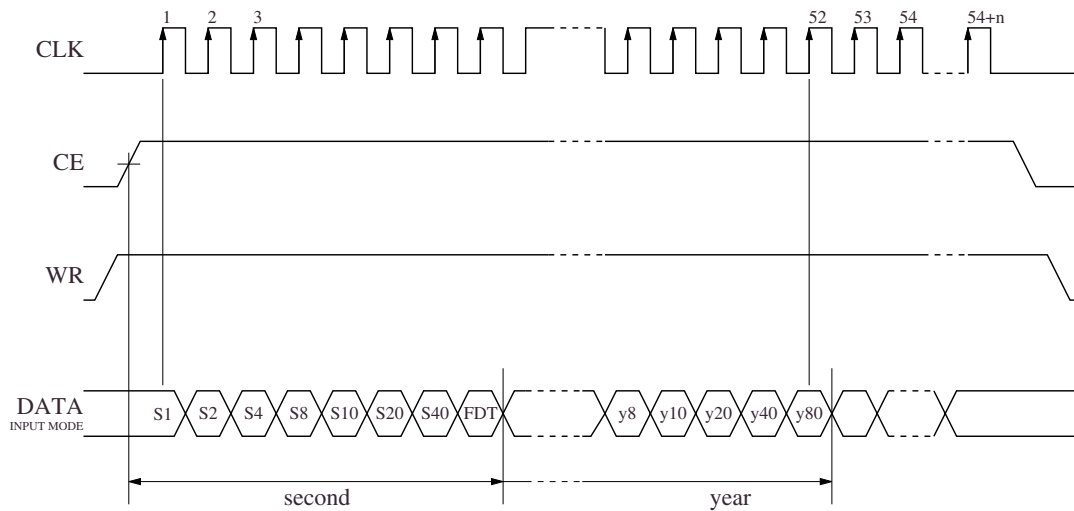 1 2 3 52 53 54 54+n
CLK
CE
WR
DATA
INPUT MODE
S1 S2 S4 S8 S10 S20 S40 FDT y8 y10 y20 y40 y80
second year